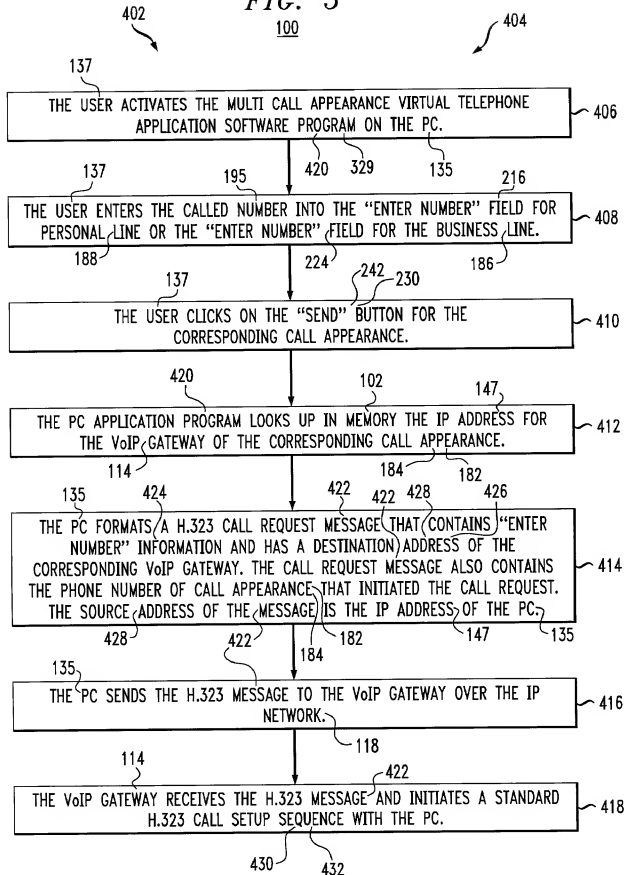 FIG. 5
402
100
404
137
THE USER ACTIVATES THE MULTI CALL APPEARANCE VIRTUAL TELEPHONE
APPLICATION SOFTWARE PROGRAM ON THE PC.
406
420 329 135
137 195 216
THE USER ENTERS THE CALLED NUMBER INTO THE “ENTER NUMBER” FIELD FOR
PERSONAL LINE OR THE “ENTER NUMBER” FIELD FOR THE BUSINESS LINE.
408
188 224 186
137 242 230
THE USER CLICKS ON THE “SEND” BUTTON FOR THE
CORRESPONDING CALL APPEARANCE.
410
420 102 147
THE PC APPLICATION PROGRAM LOOKS UP IN MEMORY THE IP ADDRESS FOR
THE VoIP GATEWAY OF THE CORRESPONDING CALL APPEARANCE.
412
114 184 182
135 424 422 422 428 426
THE PC FORMATS A H.323 CALL REQUEST MESSAGE THAT CONTAINS “ENTER
NUMBER” INFORMATION AND HAS A DESTINATION ADDRESS OF THE
CORRESPONDING VoIP GATEWAY. THE CALL REQUEST MESSAGE ALSO CONTAINS
THE PHONE NUMBER OF CALL APPEARANCE THAT INITIATED THE CALL REQUEST.
THE SOURCE ADDRESS OF THE MESSAGE IS THE IP ADDRESS OF THE PC.
414
428 422 184 182 147 135
135
THE PC SENDS THE H.323 MESSAGE TO THE VoIP GATEWAY OVER THE IP
NETWORK.
416
118
114 422
THE VoIP GATEWAY RECEIVES THE H.323 MESSAGE AND INITIATES A STANDARD
H.323 CALL SETUP SEQUENCE WITH THE PC.
418
430 432